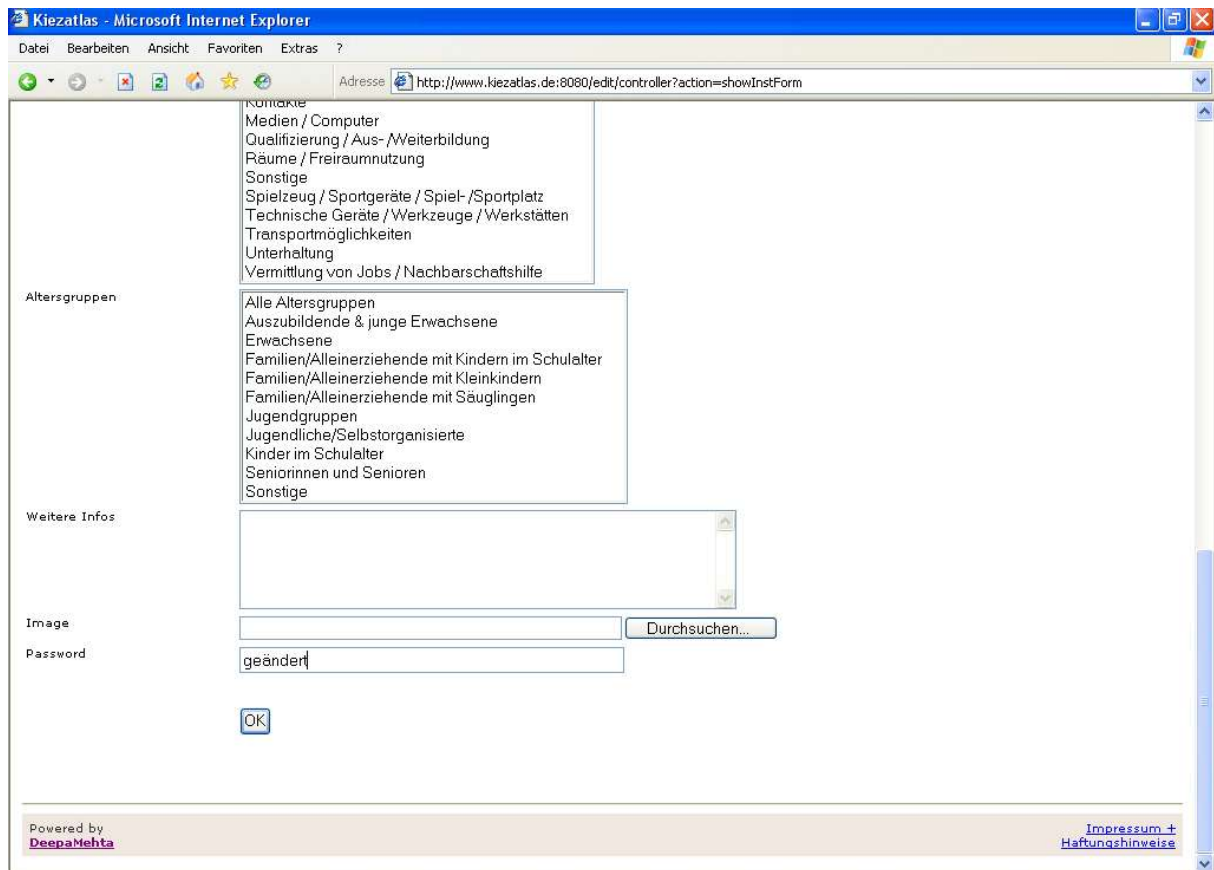 Kiezatlas - Microsoft Internet Explorer
Datei Bearbeiten Ansicht Favoriten Extras ?
Adresse http://www.kiezatlas.de:8080/edit/controller?action=showInstForm
Kontakte
Medien / Computer
Qualifizierung / Aus- /Weiterbildung
Räume / Freiraumnutzung
Sonstige
Spielzeug / Sportgeräte / Spiel- /Sportplatz
Technische Geräte / Werkzeuge / Werkstätten
Transportmöglichkeiten
Unterhaltung
Vermittlung von Jobs / Nachbarschaftshilfe
Altersgruppen
Alle Altersgruppen
Auszubildende & junge Erwachsene
Erwachsene
Familien/Alleinerziehende mit Kindern im Schulalter
Familien/Alleinerziehende mit Kleinkindern
Familien/Alleinerziehende mit Säuglingen
Jugendgruppen
Jugendliche/Selbstorganisierte
Kinder im Schulalter
Seniorinnen und Senioren
Sonstige
Weitere Infos
Image
Durchsuchen...
Password
geändert
OK
Powered by
DeepaMehta
Impressum +
Haftungshinweise